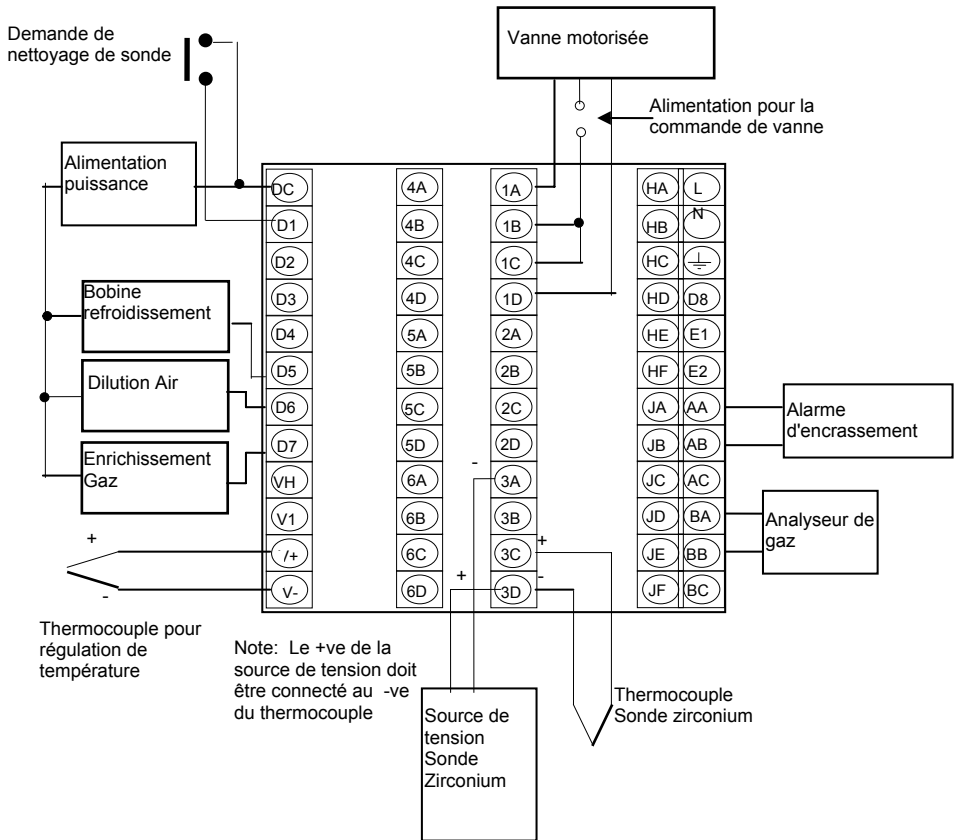 Demande de
nettoyage de sonde
Vanne motorisée
Alimentation pour la
commande de vanne
Alimentation
puissance
Bobine
refroidissement
Dilution Air
Enrichissement
Gaz
+
-
Thermocouple pour
régulation de
température
DC 4A 1A HA L
D1 4B 1B HB N
D2 4C 1C HC
D3 4D 1D HD D8
D4 5A 2A HE E1
D5 5B 2B HF E2
D6 5C 2C JA AA
D7 5D 2D JB AB
VH 6A - 3A JC AC
V1 6B 3B JD BA
/+ 6C 3C + JE BB
V- 6D + 3D - JF BC
Alarme
d'encrassement
Analyseur de
gaz
Note: Le +ve de la
source de tension doit
être connecté au -ve
du thermocouple
Source de
tension
Sonde
Zirconium
Thermocouple
Sonde zirconium